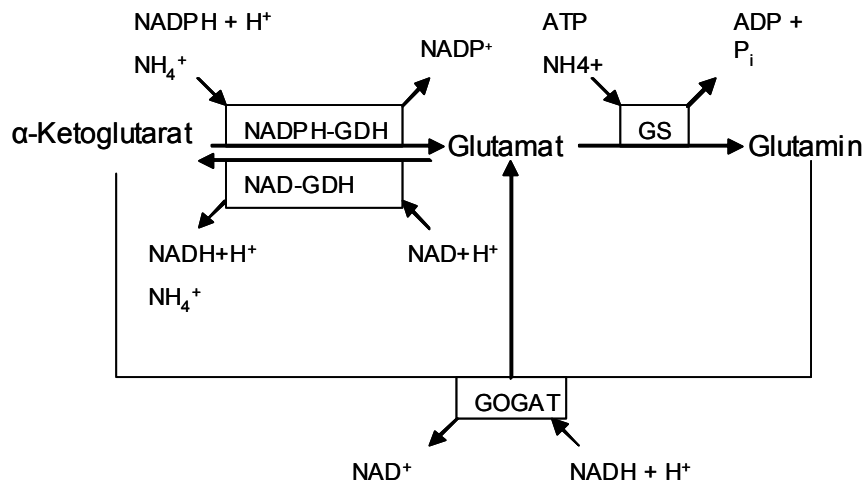 NADPH + H⁺
NH₄⁺
NADP⁺
ATP
NH4+
ADP +
Pᵢ
α-Ketoglutarat
NADPH-GDH
Glutamat
GS
Glutamin
NAD-GDH
NADH+H⁺
NH₄⁺
NAD+H⁺
GOGAT
NAD⁺
NADH + H⁺